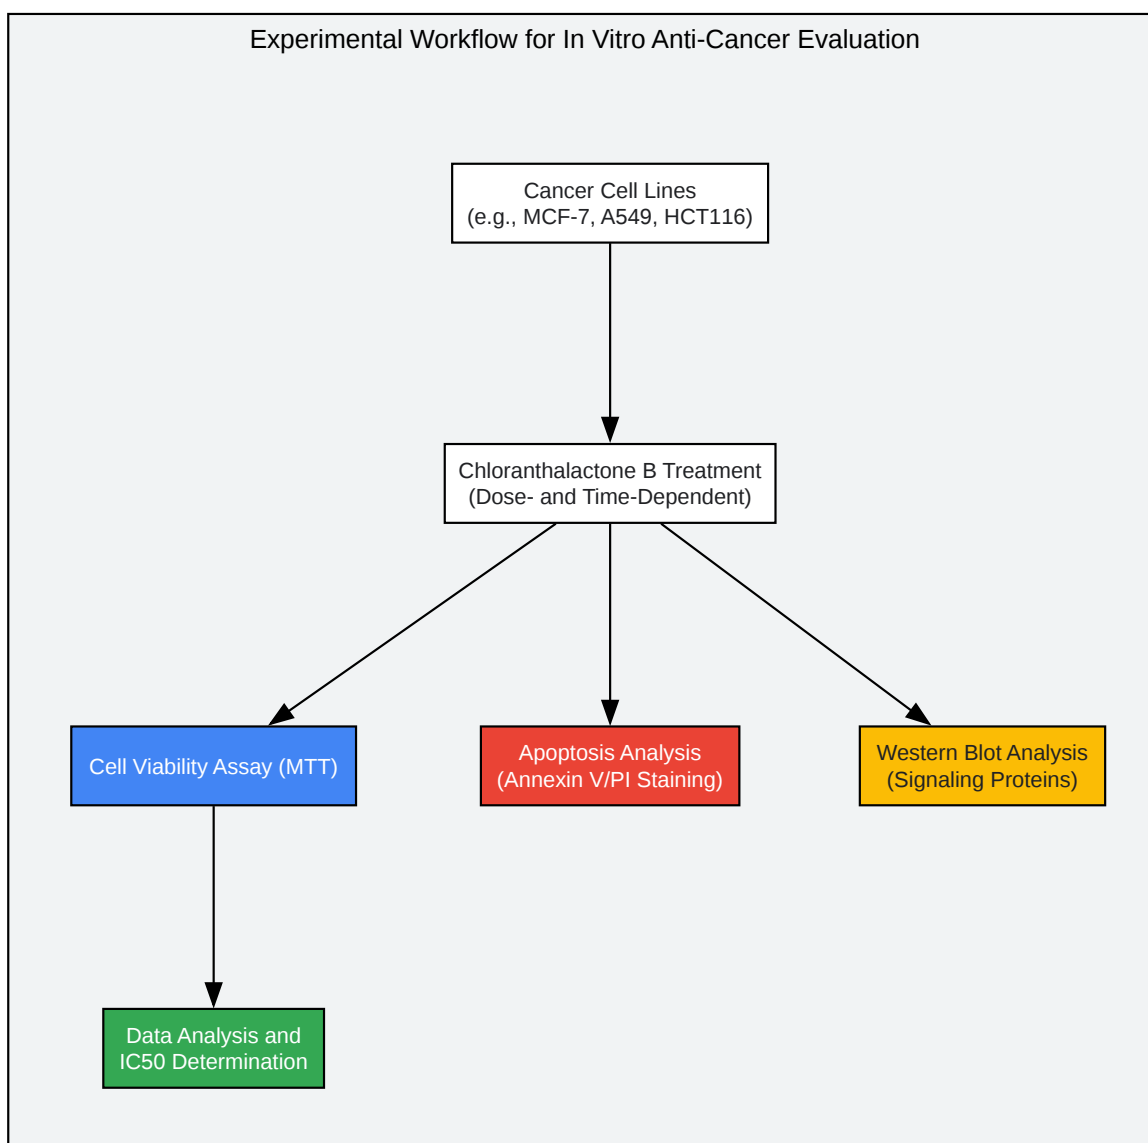 Experimental Workflow for In Vitro Anti-Cancer Evaluation
Cancer Cell Lines
(e.g., MCF-7, A549, HCT116)
Chloranthalactone B Treatment
(Dose- and Time-Dependent)
Cell Viability Assay (MTT)
Apoptosis Analysis
(Annexin V/PI Staining)
Western Blot Analysis
(Signaling Proteins)
Data Analysis and
IC50 Determination